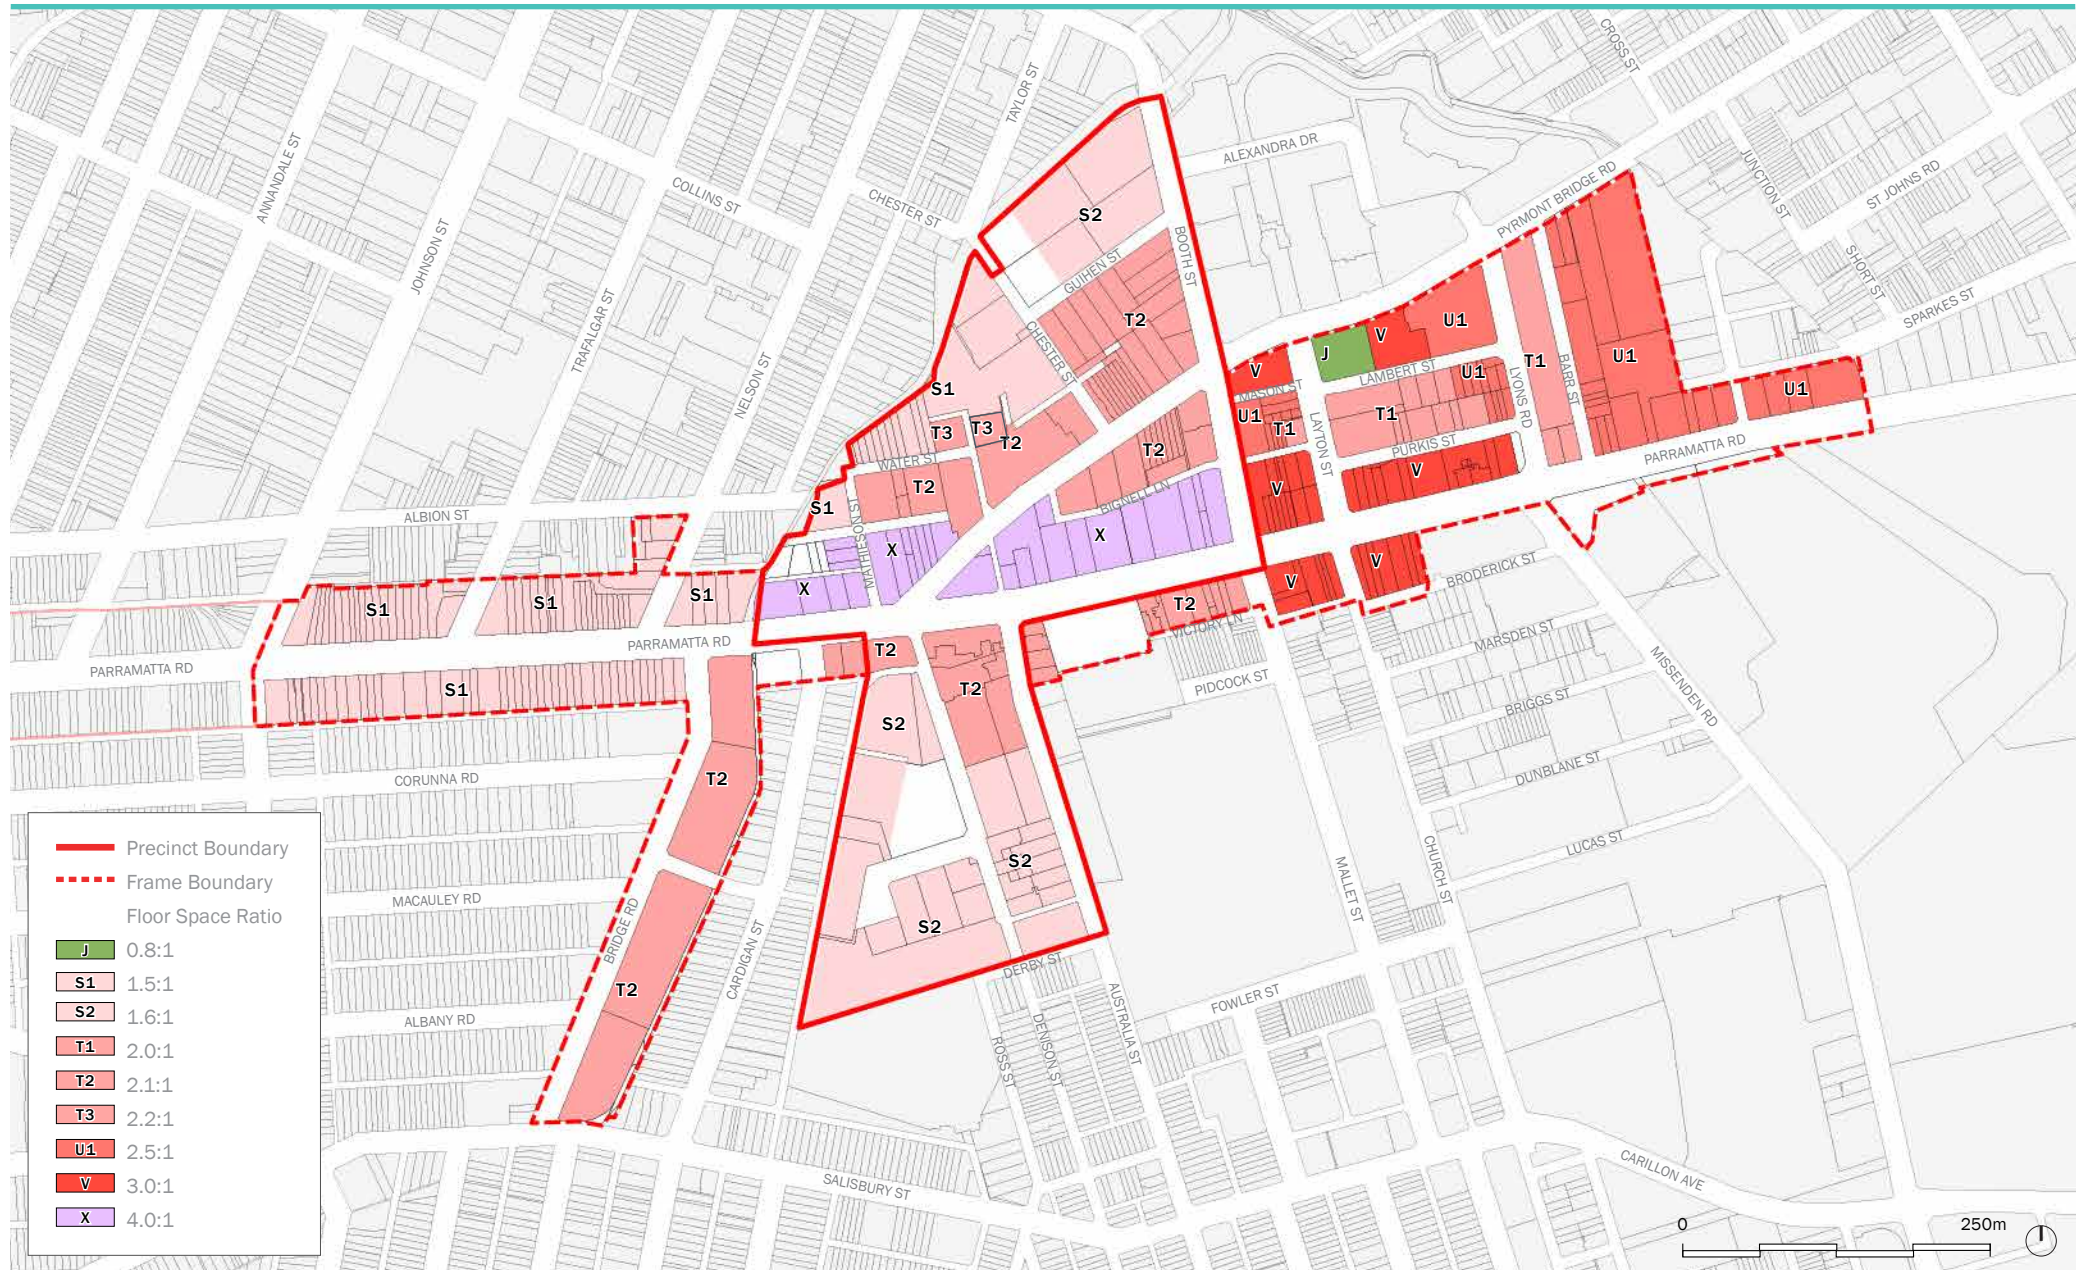 CROSS ST
TAYLOR ST
ALEXANDRA DR
JUNCTION ST
ST JOHNS RD
ANNANDALE ST
COLLINS ST
CHESTER ST
PYRMONT BRIDGE RD
S2
JOHNSON ST
BOOTH ST
SHORT ST
GUIHEN ST
SPARKES ST
TRAFALGAR ST
T2
U1
V
J
CHESTER ST
NELSON ST
S1
V
MASON ST
LAMBERT ST
U1
T1
BARR ST
U1
U1
LYONS RD
T3
T3
T2
T2
U1
T1
T1
LAYTON ST
PURKIS ST
PARRAMATTA RD
WATER ST
T2
V
V
BIGNELL LN
S1
MATHIESON ST
ALBION ST
X
X
X
V
V
BRODERICK ST
S1
S1
S1
T2
VICTORY LN
PARRAMATTA RD
PARRAMATTA RD
MARSDEN ST
T2
S1
T2
PIDCOCK ST
MISSENDEN RD
S2
BRIGGS ST
CORUNNA RD
T2
DUNBLANE ST
LUCAS ST
S2
CHURCH ST
MALLET ST
MACAULEY RD
BRIDGE RD
CARDIGAN ST
S2
DERBY ST
T2
FOWLER ST
ALBANY RD
AUSTRALIA ST
DENISON ST
ROSS ST
SALISBURY ST
CARILLON AVE
Precinct Boundary
Frame Boundary
Floor Space Ratio
J 0.8:1
S1 1.5:1
S2 1.6:1
T1 2.0:1
T2 2.1:1
T3 2.2:1
U1 2.5:1
V 3.0:1
X 4.0:1
0 250m